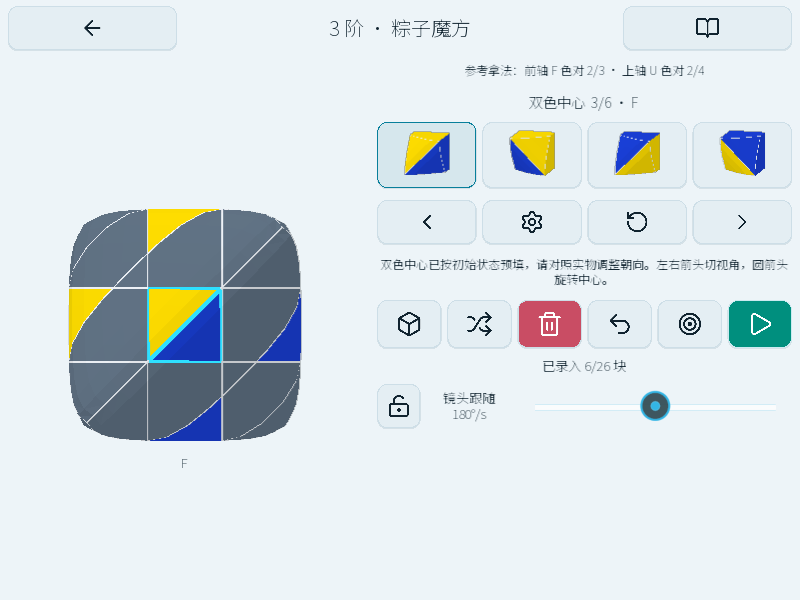 3 阶 · 粽子魔方
参考拿法：前轴 F 色对 2/3 · 上轴 U 色对 2/4
双色中心 3/6 · F
双色中心已按初始状态预填，请对照实物调整朝向。左右箭头切视角，圆箭头
旋转中心。
已录入 6/26 块
镜头跟随
180°/s
F